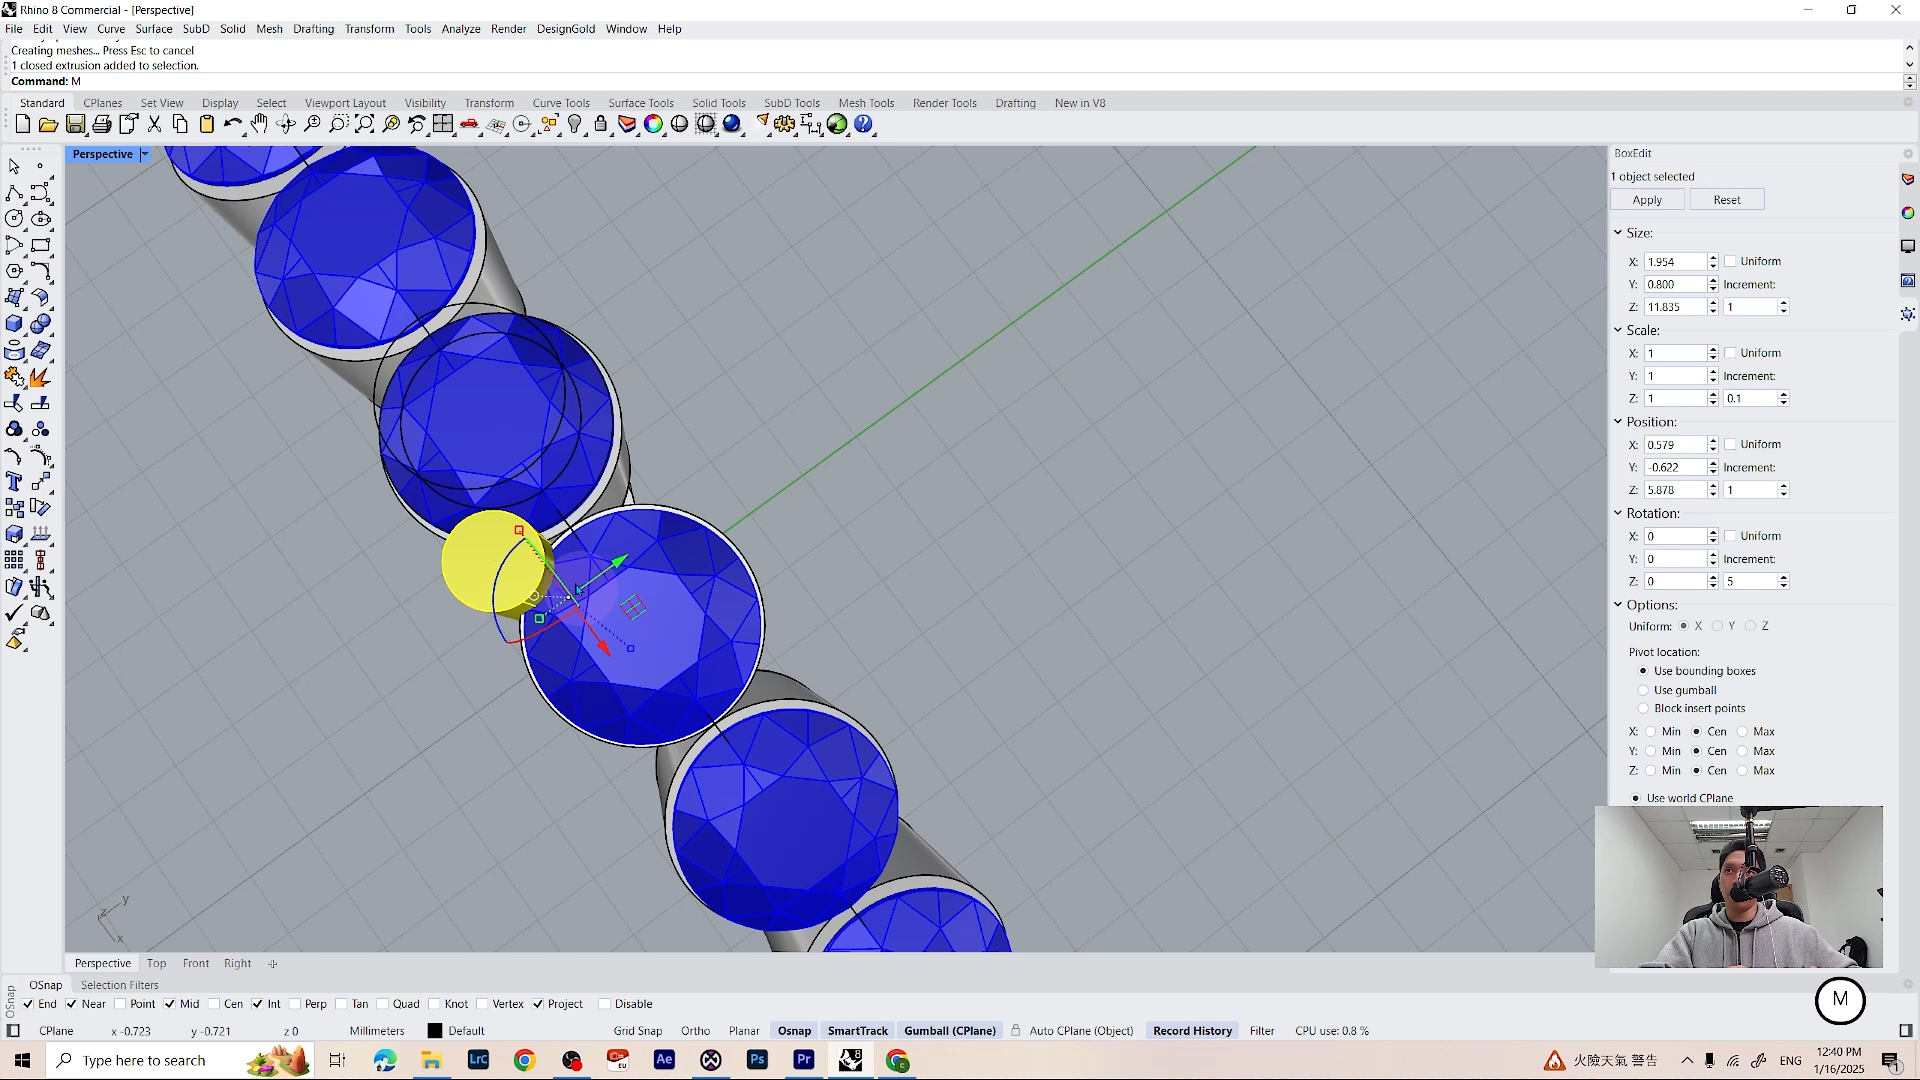 Rhino 8 Commercial - [Perspective]
File Edit View Curve Surface SubD Solid Mesh Drafting Transform Tools Analyze Render DesignGold Window Help
Creating meshes... Press Esc to cancel
1 closed extrusion added to selection.
Command: M
Standard CPlanes Set View Display Select Viewport Layout Visibility Transform Curve Tools Surface Tools Solid Tools SubD Tools Mesh Tools Render Tools Drafting New in V8
Perspective
BoxEdit
1 object selected
Apply Reset
Size:
X: 1.954 Uniform
Y: 0.800 Increment:
Z: 11.835 1
Scale:
X: 1 Uniform
Y: 1 Increment:
Z: 1 0.1
Position:
X: 0.579 Uniform
Y: -0.622 Increment:
Z: 5.878 1
Rotation:
X: 0 Uniform
Y: 0 Increment:
Z: 0 5
Options:
Uniform: X Y Z
Pivot location:
Use bounding boxes
Use gumball
Block insert points
X: Min Cen Max
Y: Min Cen Max
Z: Min Cen Max
Use world CPlane
z y x
Perspective Top Front Right
OSnap Selection Filters
OSnap
End Near Point Mid Cen Int Perp Tan Quad Knot Vertex Project Disable
M
CPlane x -0.723 y -0.721 z 0 Millimeters Default Grid Snap Ortho Planar Osnap SmartTrack Gumball (CPlane) Auto CPlane (Object) Record History Filter CPU use: 0.8 %
Type here to search
LrC Ae Ps Pr
火險天氣 警告 ENG 12:40 PM
1/16/2025